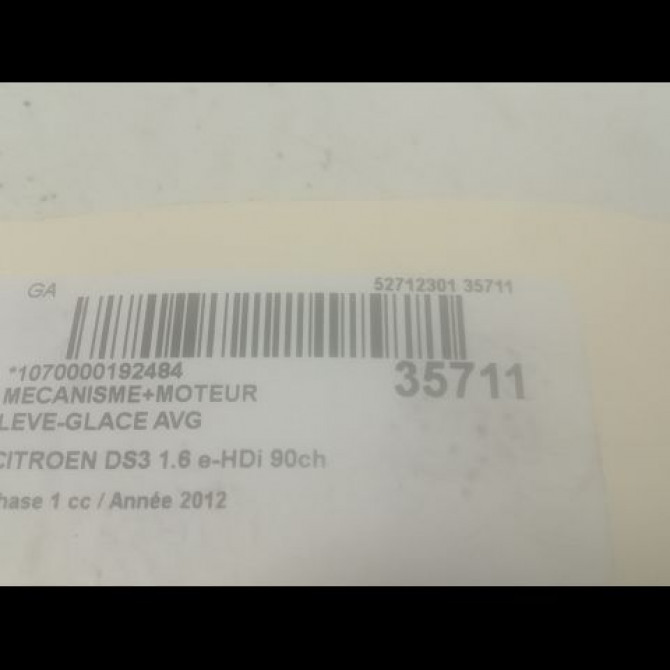 GA 52712301 35711
*1070000192484 35711
MECANISME+MOTEUR
LEVE-GLACE AVG
CITROEN DS3 1.6 e-HDi 90ch
hase 1 cc / Année 2012